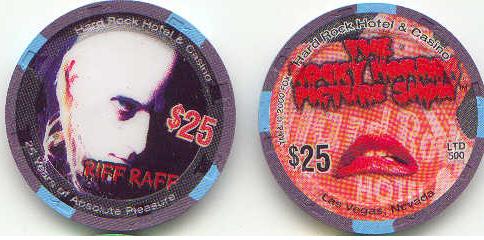 Hard Rock Hotel & Casino
$25
RIFF RAFF
25 Years of Absolute Pleasure
Hard Rock Hotel & Casino
THE
ROCKY HORROR
PICTURE SHOW
$25
LTD
500
HOTEL
Las Vegas, Nevada